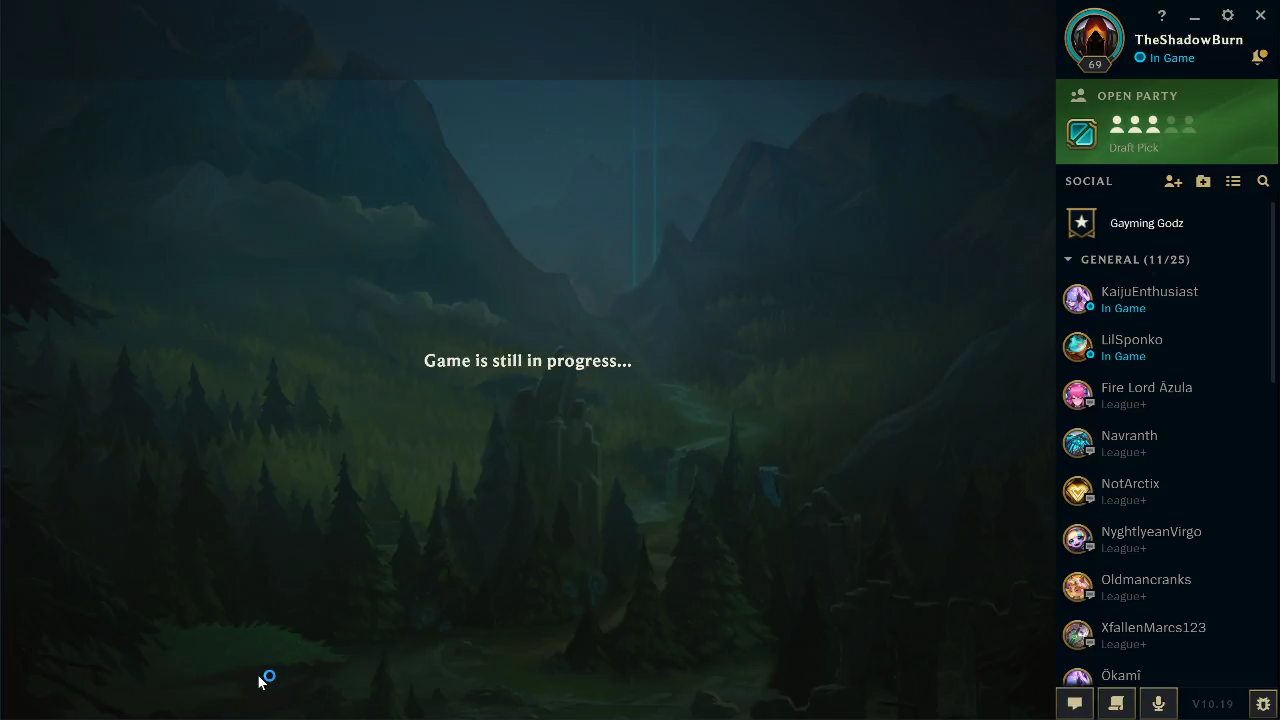 ?
TheShadowBurn
69
In Game
OPEN PARTY
Draft Pick
SOCIAL
Gayming Godz
GENERAL (11/25)
KaijuEnthusiast
In Game
LilSponko
In Game
Game is still in progress...
Fire Lord Âzula
League+
Navranth
League+
NotArctix
League+
NyghtlyeanVirgo
League+
Oldmancranks
League+
XfallenMarcs123
League+
Ökamî
V10.19